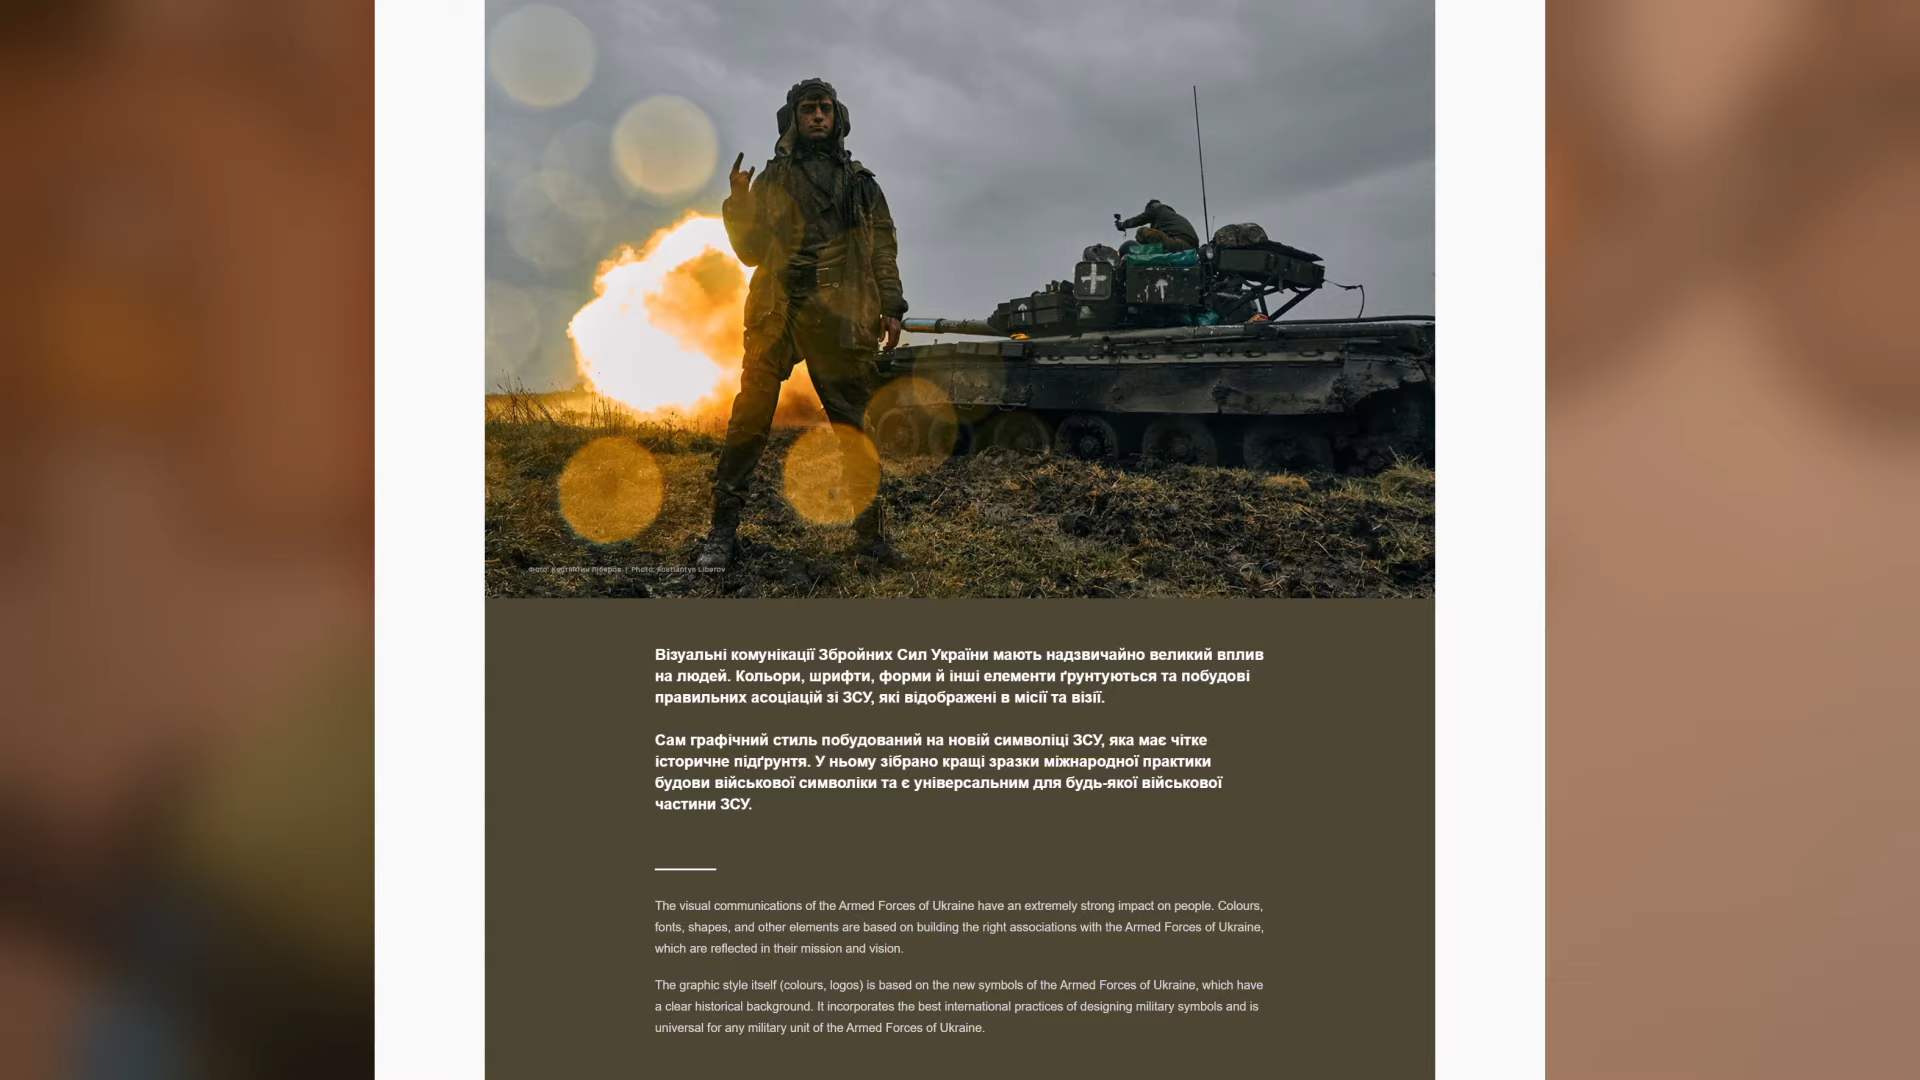 Фото: Костянтин Ліберов | Photo: Kostiantyn Liberov
Візуальні комунікації Збройних Сил України мають надзвичайно великий вплив
на людей. Кольори, шрифти, форми й інші елементи ґрунтуються та побудові
правильних асоціацій зі ЗСУ, які відображені в місії та візії.
Сам графічний стиль побудований на новій символіці ЗСУ, яка має чітке
історичне підґрунтя. У ньому зібрано кращі зразки міжнародної практики
будови військової символіки та є універсальним для будь-якої військової
частини ЗСУ.
The visual communications of the Armed Forces of Ukraine have an extremely strong impact on people. Colours,
fonts, shapes, and other elements are based on building the right associations with the Armed Forces of Ukraine,
which are reflected in their mission and vision.
The graphic style itself (colours, logos) is based on the new symbols of the Armed Forces of Ukraine, which have
a clear historical background. It incorporates the best international practices of designing military symbols and is
universal for any military unit of the Armed Forces of Ukraine.